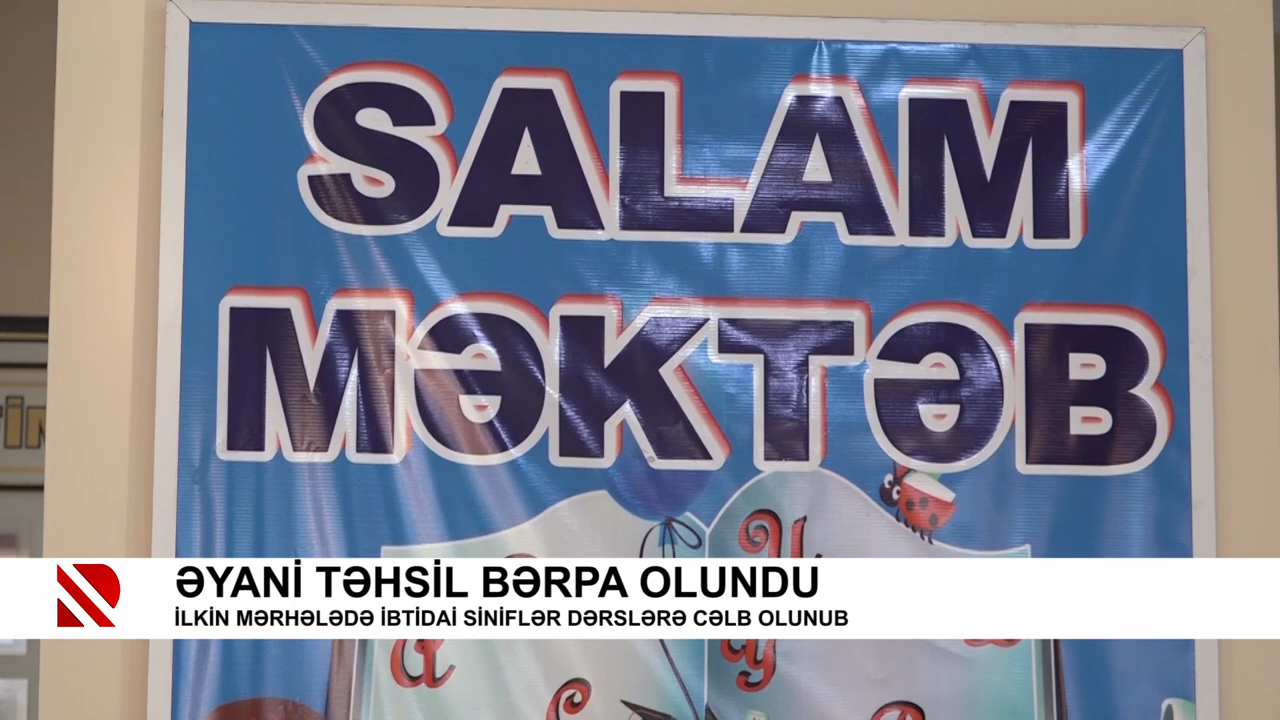 SALAM
MƏKTƏB
ƏYANİ TƏHSİL BƏRPA OLUNDU
İLKİN MƏRHƏLƏDƏ İBTİDAİ SİNİFLƏR DƏRSLƏRƏ CƏLB OLUNUB